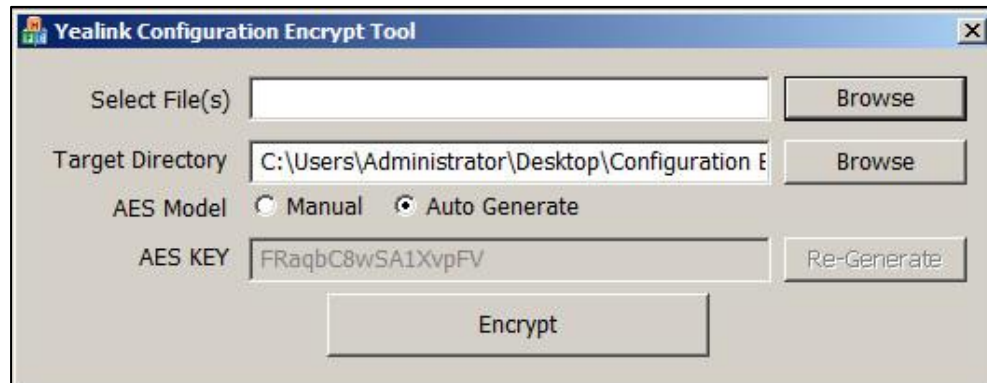 Yealink Configuration Encrypt Tool
Select File(s) Browse
Target Directory C:\Users\Administrator\Desktop\Configuration E Browse
AES Model Manual Auto Generate
AES KEY FRaqbC8wSA1XvpFV Re-Generate
Encrypt